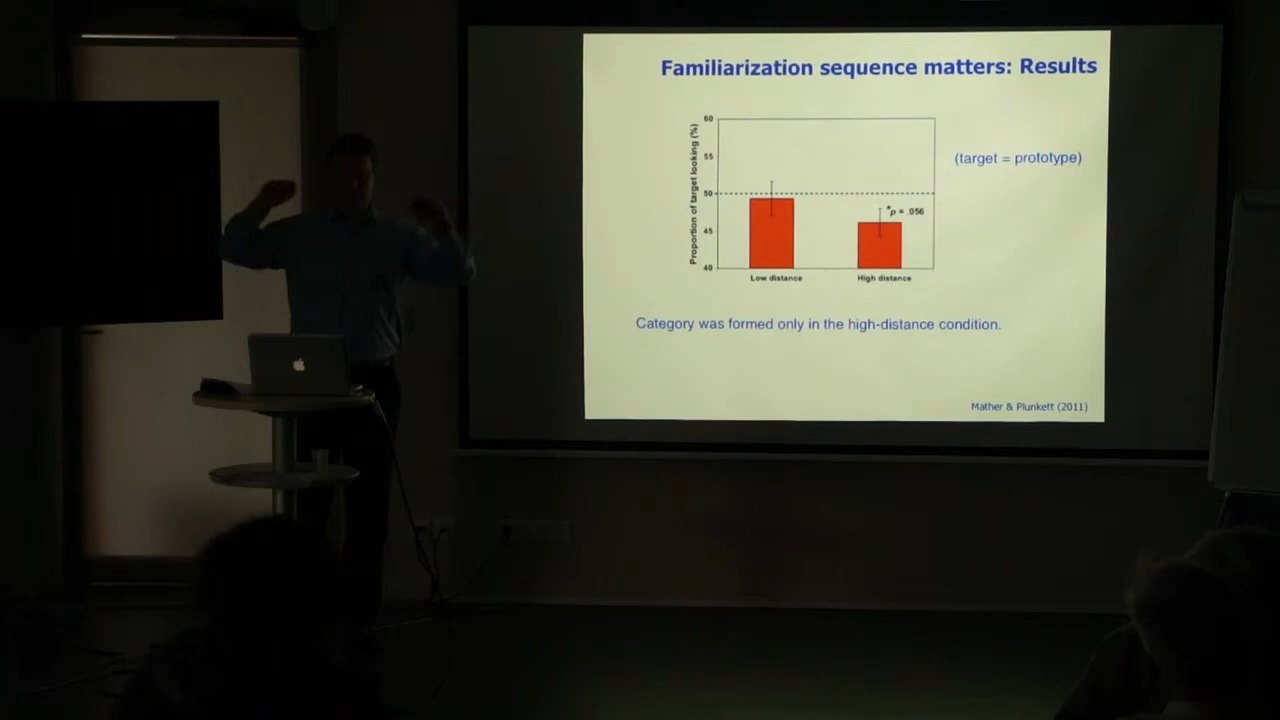 Familiarization sequence matters: Results
Proportion of target looking (%)
60
55
50
45
40
*p = .056
Low distance
High distance
(target = prototype)
Category was formed only in the high-distance condition.
Mather & Plunkett (2011)